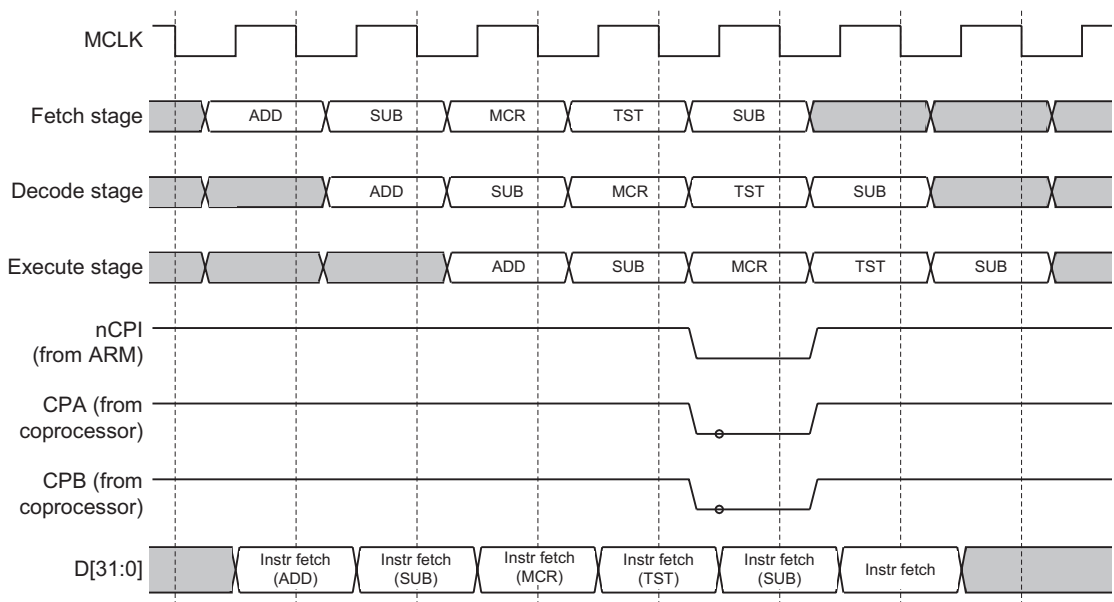 MCLK
Fetch stage ADD SUB MCR TST SUB
Decode stage ADD SUB MCR TST SUB
Execute stage ADD SUB MCR TST SUB
nCPI
(from ARM)
CPA (from
coprocessor)
CPB (from
coprocessor)
D[31:0] Instr fetch (ADD) Instr fetch (SUB) Instr fetch (MCR) Instr fetch (TST) Instr fetch (SUB) Instr fetch